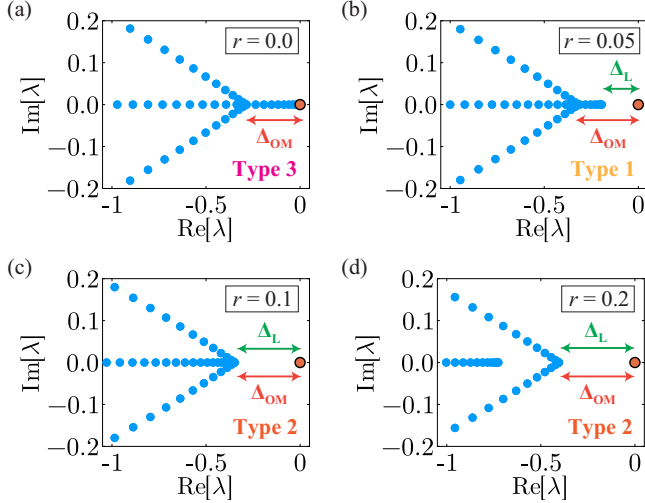 (a)
r = 0.0
Δ_OM
Type 3
Im[λ]
0.2
0.1
0.0
−0.1
−0.2
-1
-0.5
0
Re[λ]
(b)
r = 0.05
Δ_L
Δ_OM
Type 1
Im[λ]
0.2
0.1
0.0
−0.1
−0.2
-1
-0.5
0
Re[λ]
(c)
r = 0.1
Δ_L
Δ_OM
Type 2
Im[λ]
0.2
0.1
0.0
−0.1
−0.2
-1
-0.5
0
Re[λ]
(d)
r = 0.2
Δ_L
Δ_OM
Type 2
Im[λ]
0.2
0.1
0.0
−0.1
−0.2
-1
-0.5
0
Re[λ]